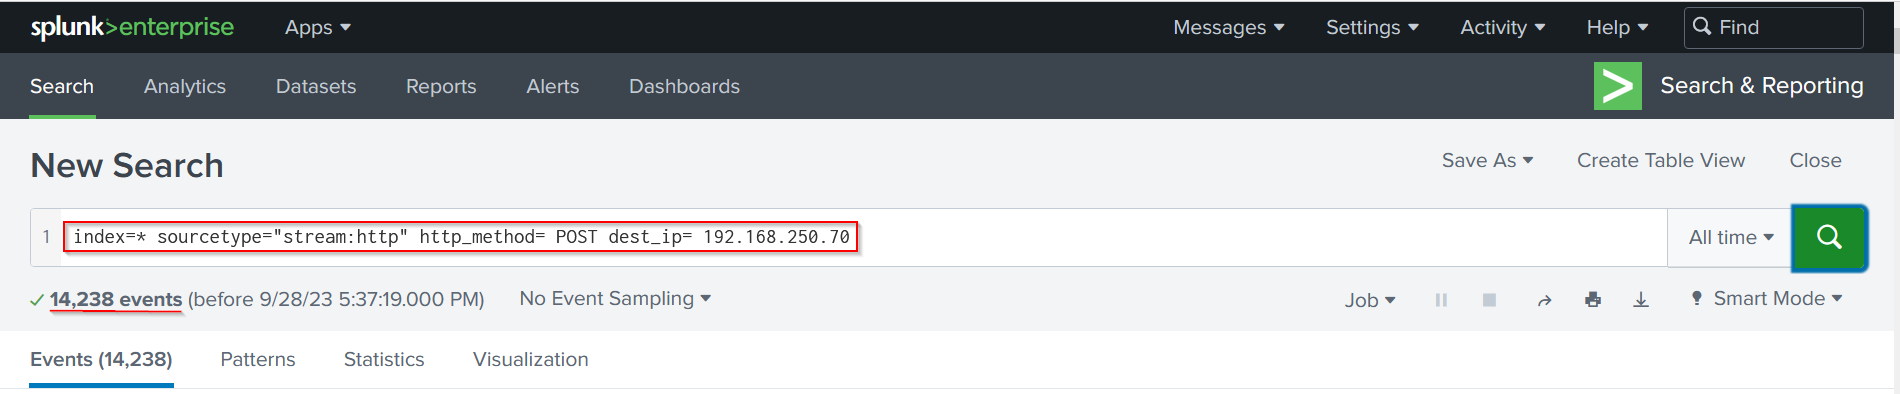 splunk>enterprise Apps Messages Settings Activity Help Find
Search Analytics Datasets Reports Alerts Dashboards > Search & Reporting
New Search Save As Create Table View Close
1 index=* sourcetype="stream:http" http_method= POST dest_ip= 192.168.250.70 All time
14,238 events (before 9/28/23 5:37:19.000 PM) No Event Sampling Job Smart Mode
Events (14,238) Patterns Statistics Visualization